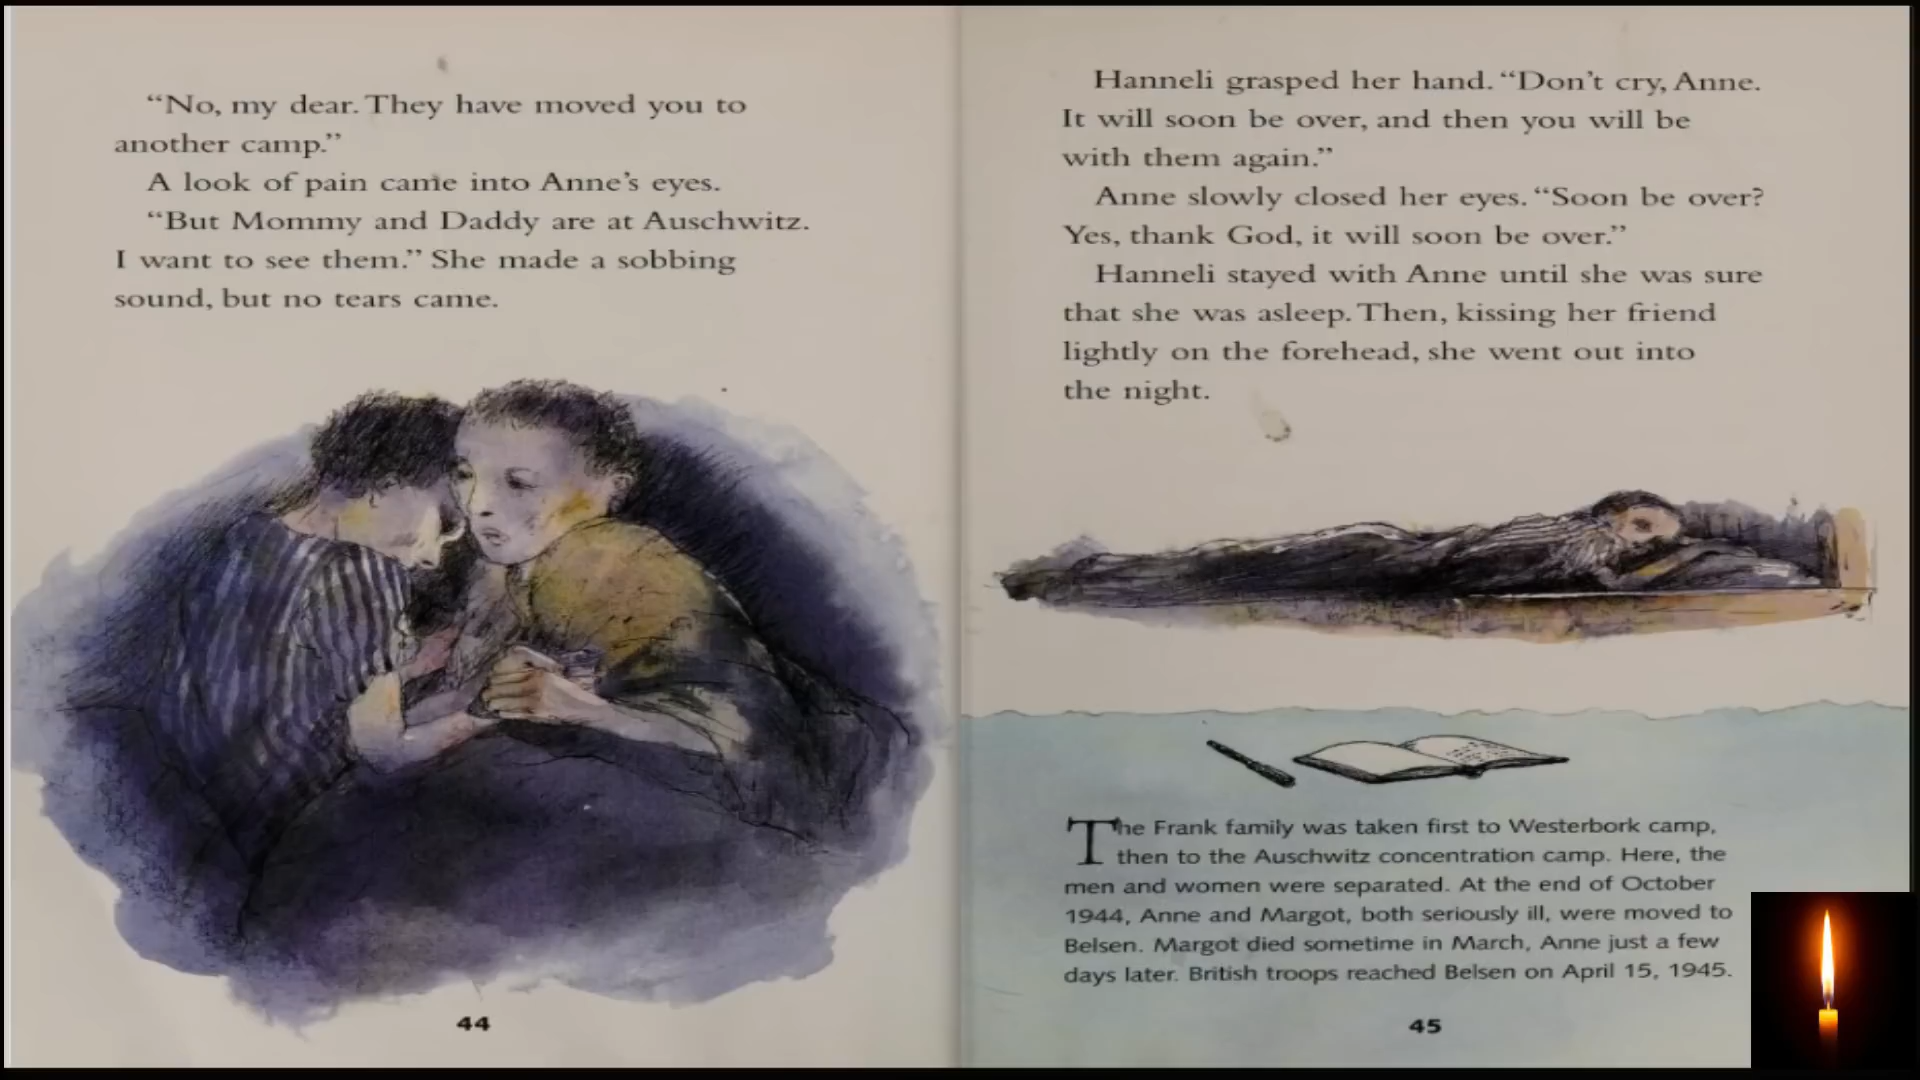 “No, my dear. They have moved you to
another camp.”
A look of pain came into Anne’s eyes.
“But Mommy and Daddy are at Auschwitz.
I want to see them.” She made a sobbing
sound, but no tears came.
44
Hanneli grasped her hand. “Don’t cry, Anne.
It will soon be over, and then you will be
with them again.”
Anne slowly closed her eyes. “Soon be over?
Yes, thank God, it will soon be over.”
Hanneli stayed with Anne until she was sure
that she was asleep. Then, kissing her friend
lightly on the forehead, she went out into
the night.
The Frank family was taken first to Westerbork camp,
then to the Auschwitz concentration camp. Here, the
men and women were separated. At the end of October
1944, Anne and Margot, both seriously ill, were moved to
Belsen. Margot died sometime in March, Anne just a few
days later. British troops reached Belsen on April 15, 1945.
45